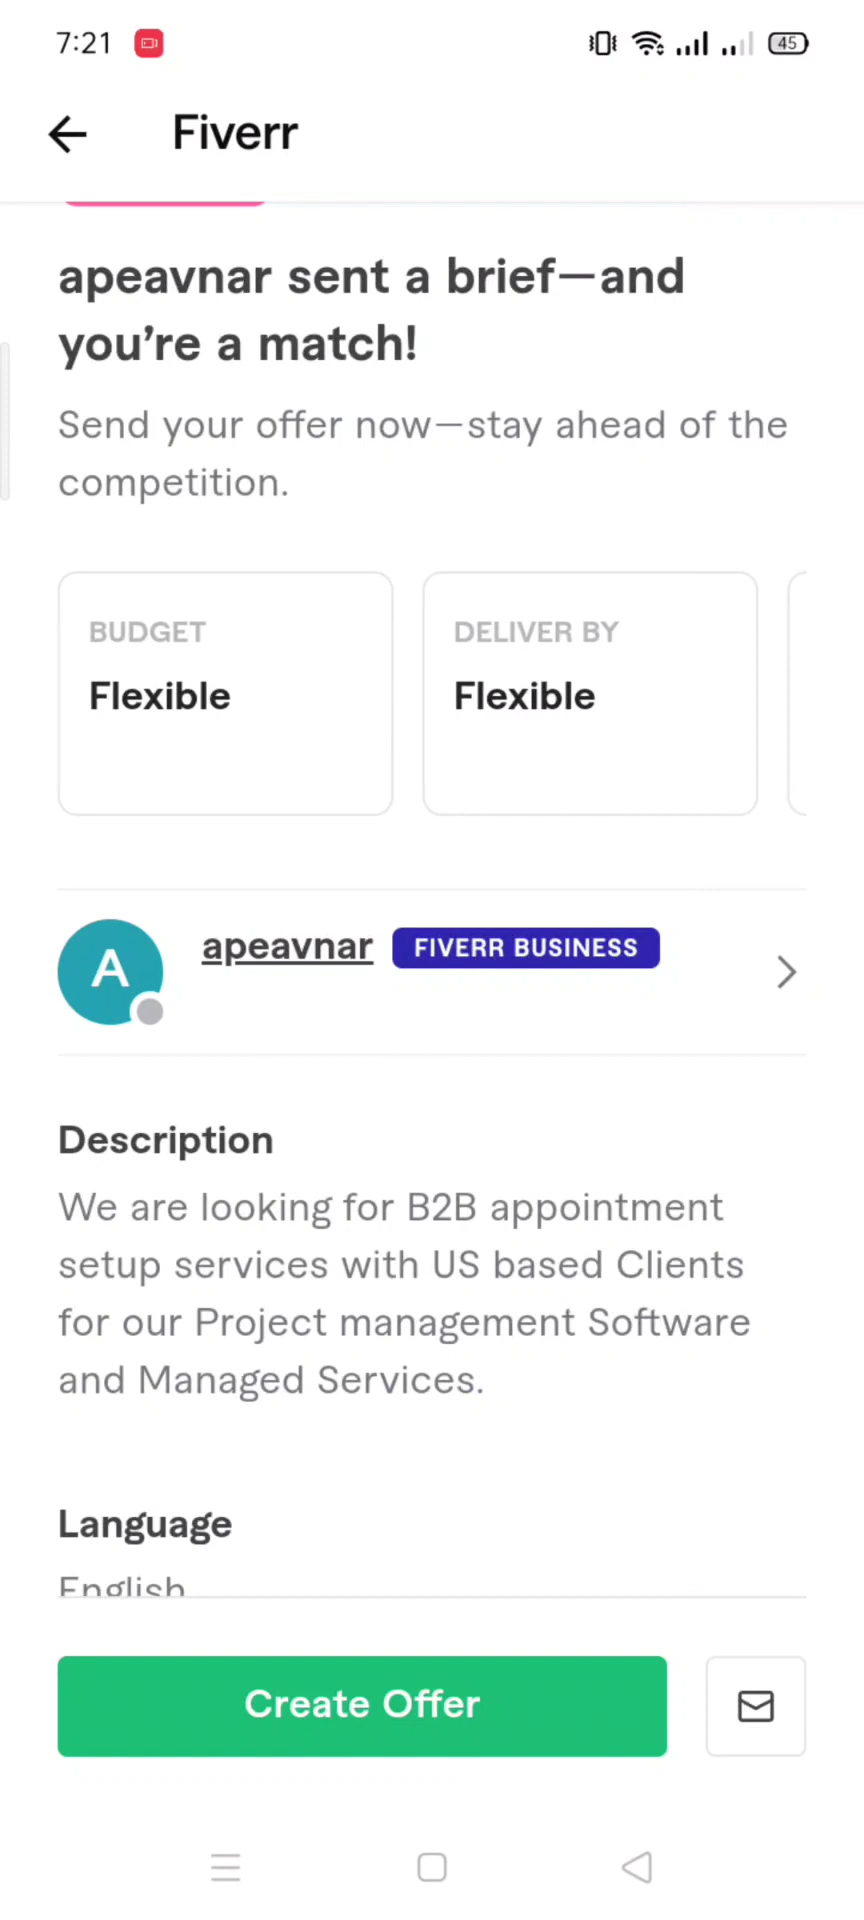 7:21
45
Fiverr
apeavnar sent a brief—and
you’re a match!
Send your offer now—stay ahead of the
competition.
BUDGET
Flexible
DELIVER BY
Flexible
A
apeavnar
FIVERR BUSINESS
Description
We are looking for B2B appointment
setup services with US based Clients
for our Project management Software
and Managed Services.
Language
English
Create Offer